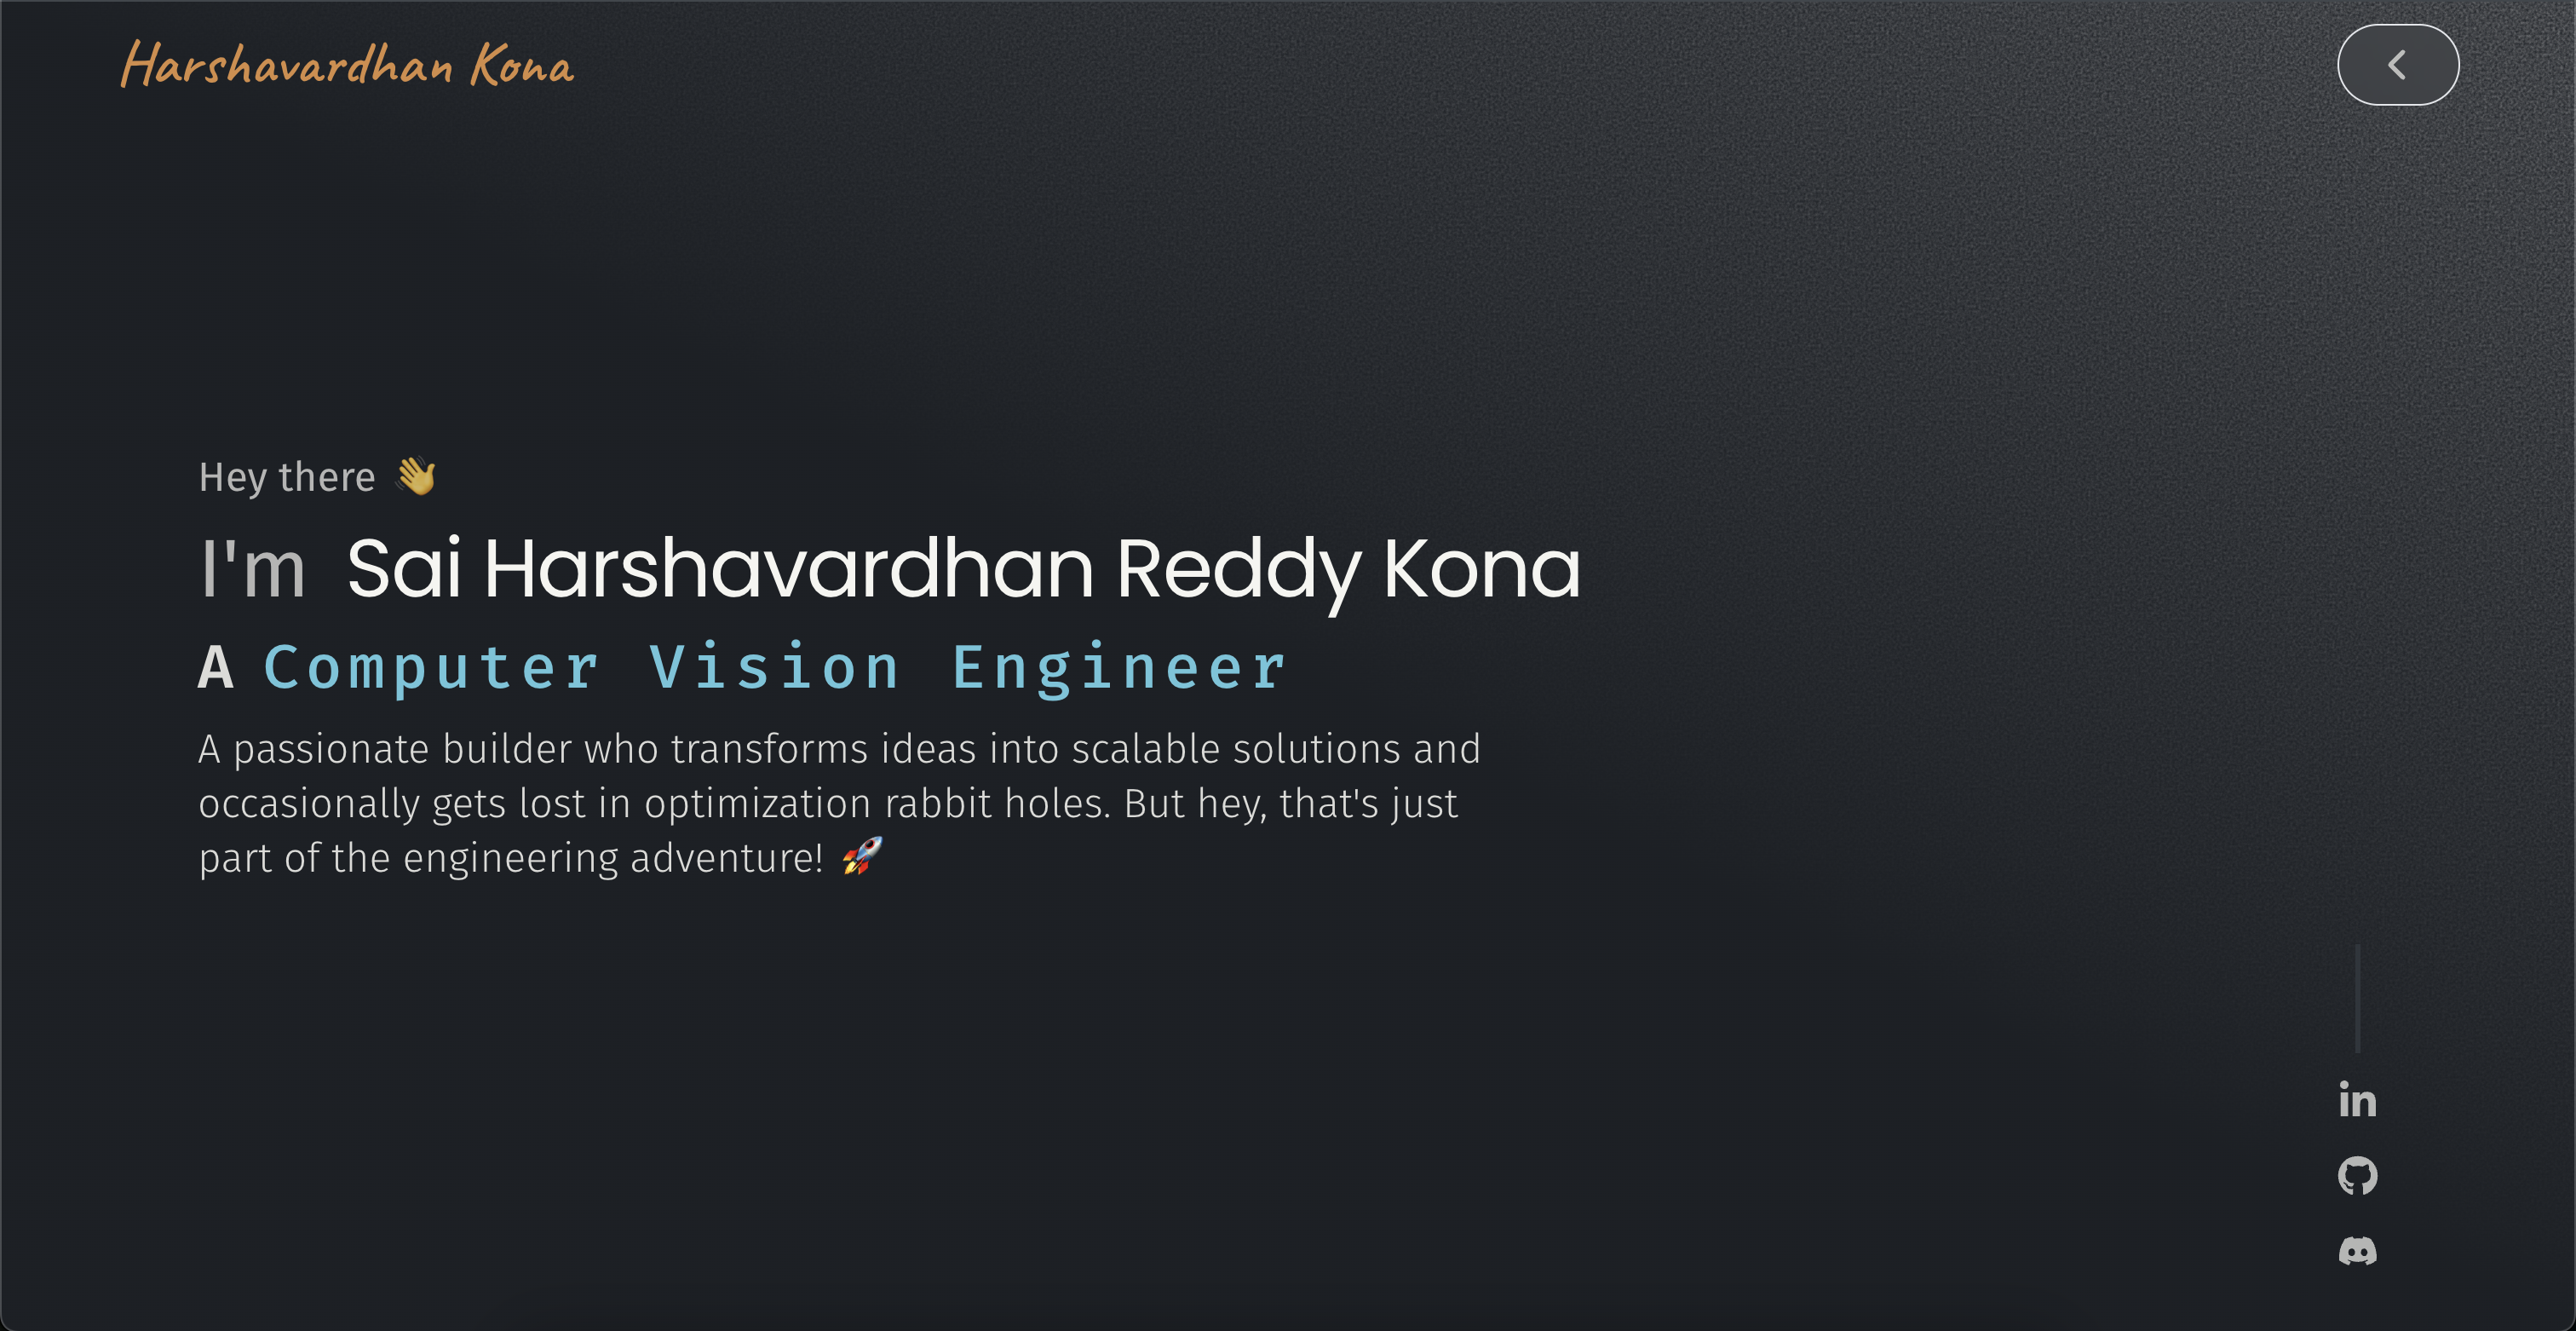 Harshavardhan Kona
Hey there 👋
I'm Sai Harshavardhan Reddy Kona
A Computer Vision Engineer
A passionate builder who transforms ideas into scalable solutions and
occasionally gets lost in optimization rabbit holes. But hey, that's just
part of the engineering adventure! 🚀
in